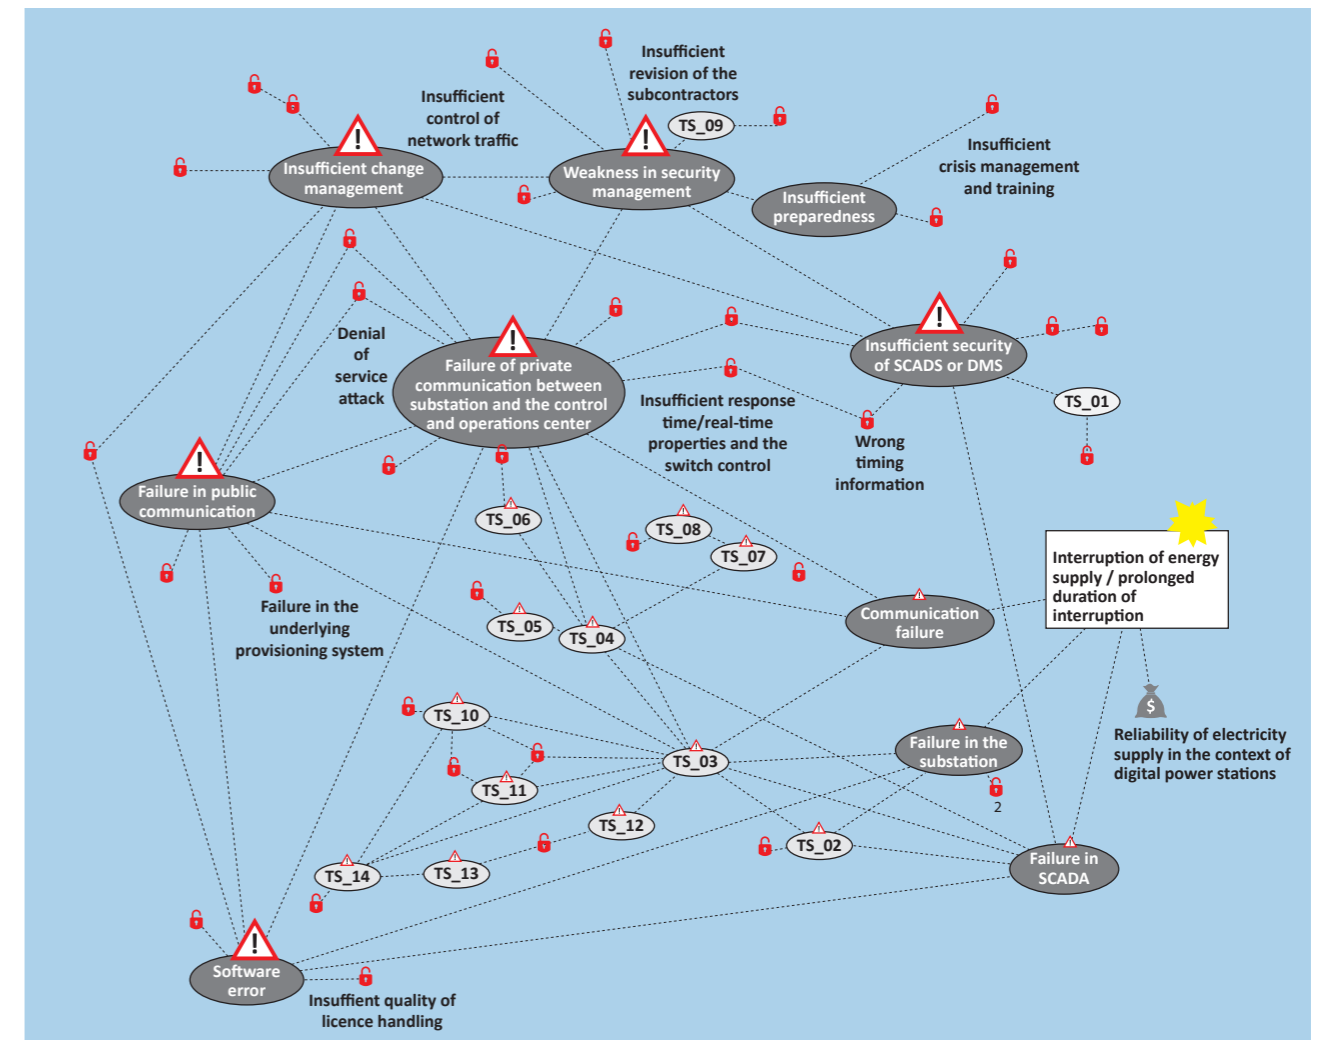 Insufficient
revision of the
subcontractors
Insufficient
control of
network traffic
TS_09
Insufficient
crisis management
and training
!
!
Insufficient change
management
Weakness in security
management
Insufficient
preparedness
Denial
of
service
attack
!
Failure of private
communication between
substation and the control
and operations center
!
Insufficient security
of SCADS or DMS
TS_01
Insufficient response
time/real-time
properties and the
switch control
Wrong
timing
information
!
Failure in public
communication
TS_06
TS_08
TS_07
Interruption of energy
supply / prolonged
duration of
interruption
Failure in the
underlying
provisioning system
TS_05
TS_04
Communication
failure
TS_10
TS_03
Failure in the
substation
2
$
Reliability of electricity
supply in the context of
digital power stations
TS_11
TS_12
TS_02
TS_14
TS_13
Failure in
SCADA
!
Software
error
Insuffient quality of
licence handling